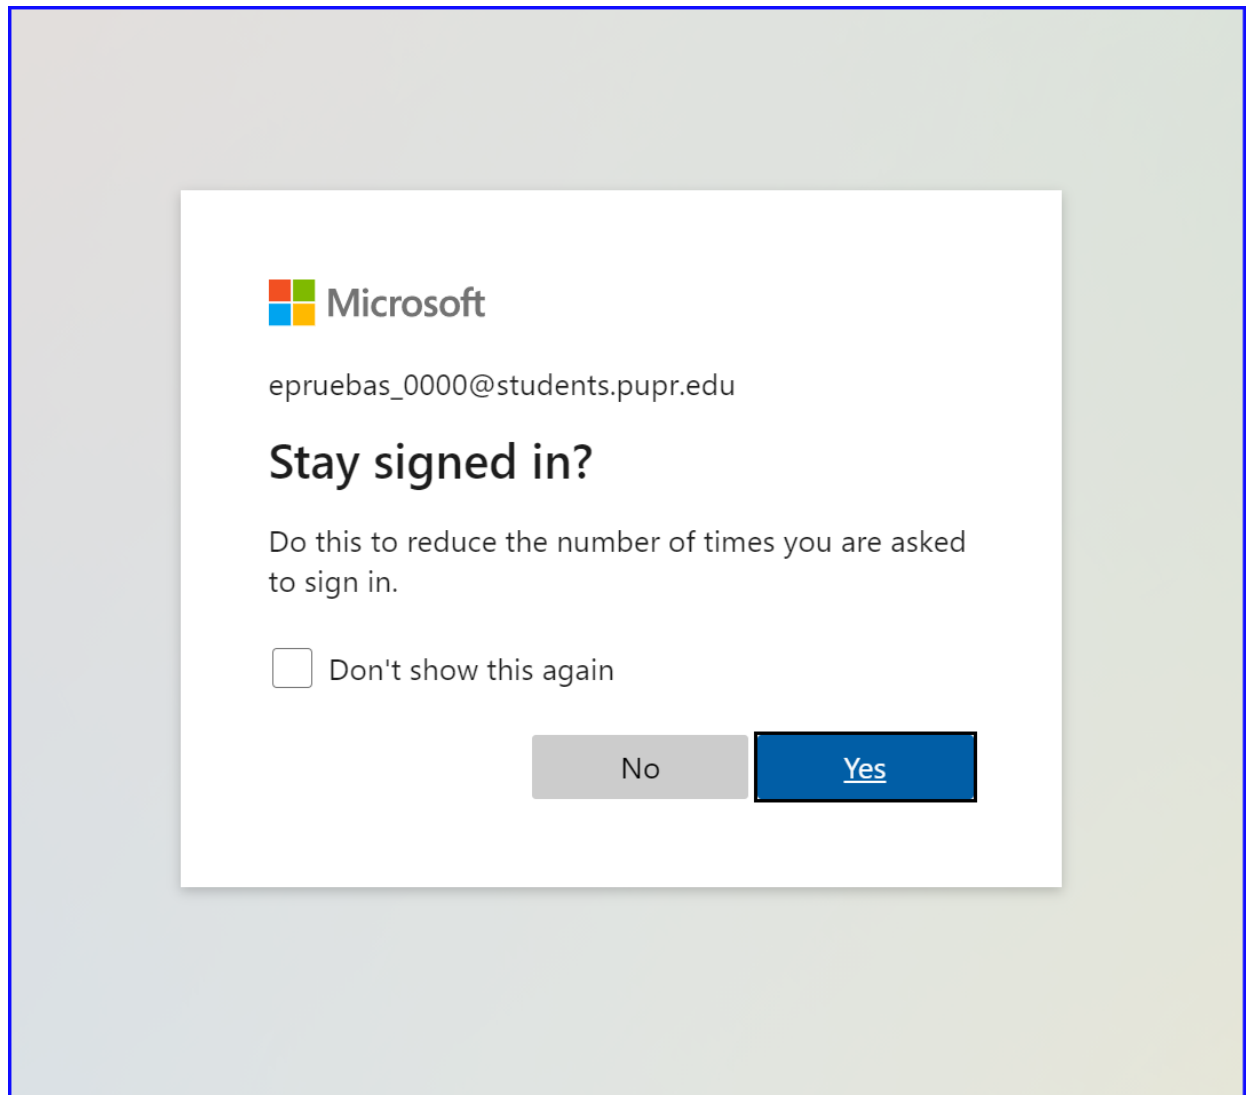 Microsoft
epruebas_0000@students.pupr.edu
Stay signed in?
Do this to reduce the number of times you are asked
to sign in.
Don't show this again
No
Yes